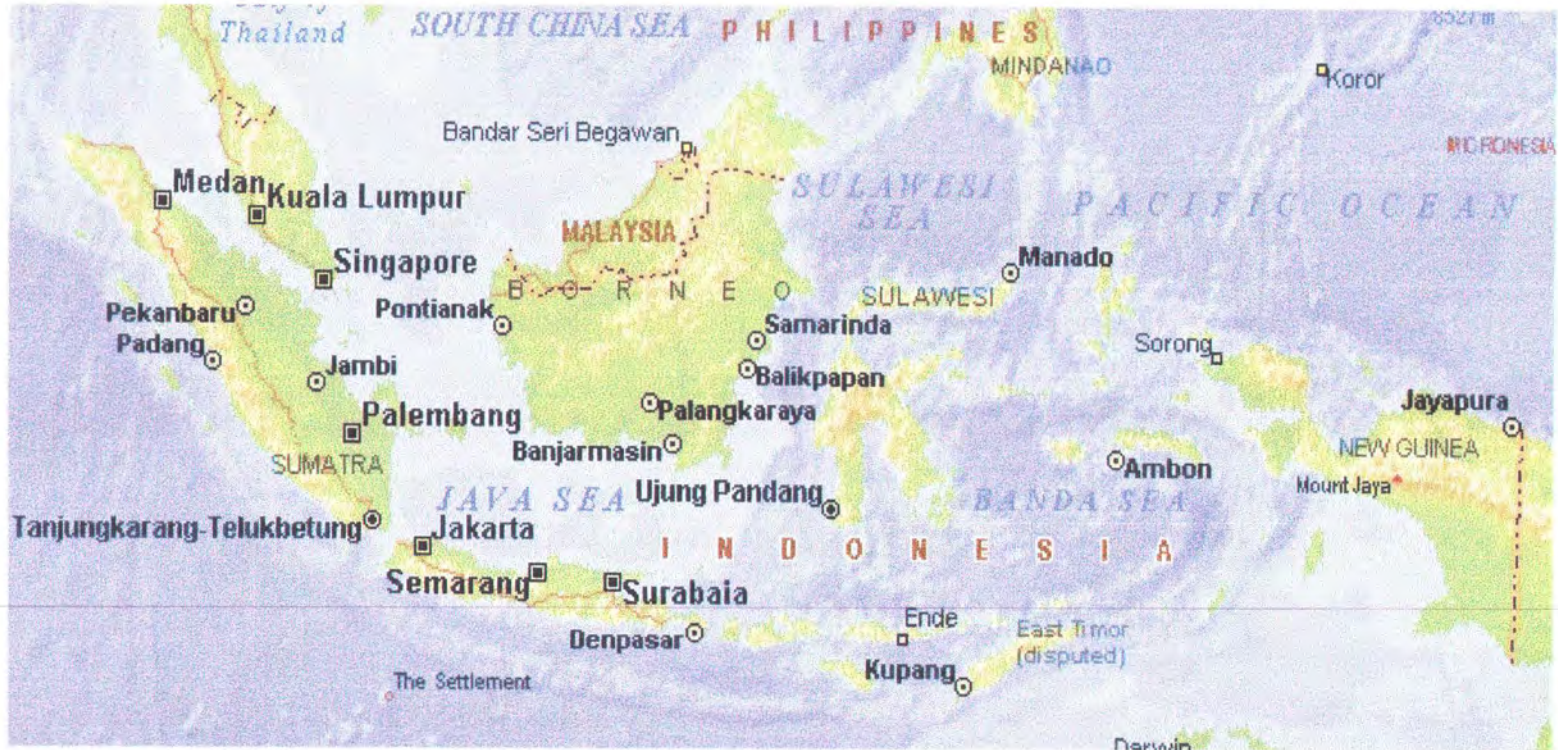 Thailand
SOUTH CHINA SEA
PHILIPPINES
8527 m
MINDANAO
Koror
Bandar Seri Begawan
MICRONESIA
Medan
Kuala Lumpur
SULAWESI
SEA
PACIFIC OCEAN
MALAYSIA
Singapore
Manado
BORNEO
SULAWESI
Pekanbaru
Pontianak
Samarinda
Padang
Sorong
Jambi
Balikpapan
Palembang
Palangkaraya
Jayapura
SUMATRA
Banjarmasin
Ambon
NEW GUINEA
JAVA SEA
Ujung Pandang
BANDA SEA
Mount Jaya
Tanjungkarang-Telukbetung
Jakarta
INDONESIA
Semarang
Surabaia
Denpasar
Ende
East Timor
(disputed)
Kupang
The Settlement
Darwin